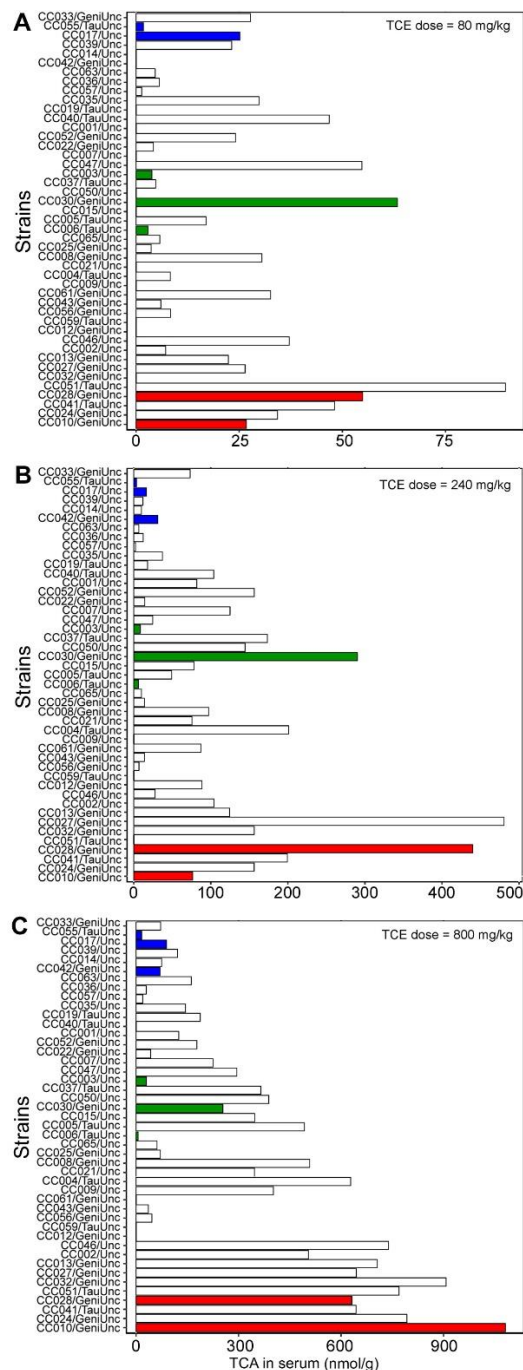 A
TCE dose = 80 mg/kg
CC033/GeniUnc
CC055/TauUnc
CC017/Unc
CC039/Unc
CC014/Unc
CC042/GeniUnc
CC063/Unc
CC036/Unc
CC057/Unc
CC035/Unc
CC019/TauUnc
CC040/TauUnc
CC001/Unc
CC052/GeniUnc
CC022/GeniUnc
CC007/Unc
CC047/Unc
CC003/Unc
CC037/TauUnc
CC050/Unc
CC030/GeniUnc
CC015/Unc
CC005/TauUnc
CC006/TauUnc
CC065/Unc
CC025/GeniUnc
CC008/GeniUnc
CC021/Unc
CC004/TauUnc
CC009/Unc
CC061/GeniUnc
CC043/GeniUnc
CC056/GeniUnc
CC059/TauUnc
CC012/GeniUnc
CC046/Unc
CC002/Unc
CC013/GeniUnc
CC027/GeniUnc
CC032/GeniUnc
CC051/TauUnc
CC028/GeniUnc
CC041/TauUnc
CC024/GeniUnc
CC010/GeniUnc
Strains
0 25 50 75
B
TCE dose = 240 mg/kg
CC033/GeniUnc
CC055/TauUnc
CC017/Unc
CC039/Unc
CC014/Unc
CC042/GeniUnc
CC063/Unc
CC036/Unc
CC057/Unc
CC035/Unc
CC019/TauUnc
CC040/TauUnc
CC001/Unc
CC052/GeniUnc
CC022/GeniUnc
CC007/Unc
CC047/Unc
CC003/Unc
CC037/TauUnc
CC050/Unc
CC030/GeniUnc
CC015/Unc
CC005/TauUnc
CC006/TauUnc
CC065/Unc
CC025/GeniUnc
CC008/GeniUnc
CC021/Unc
CC004/TauUnc
CC009/Unc
CC061/GeniUnc
CC043/GeniUnc
CC056/GeniUnc
CC059/TauUnc
CC012/GeniUnc
CC046/Unc
CC002/Unc
CC013/GeniUnc
CC027/GeniUnc
CC032/GeniUnc
CC051/TauUnc
CC028/GeniUnc
CC041/TauUnc
CC024/GeniUnc
CC010/GeniUnc
Strains
0 100 200 300 400 500
C
TCE dose = 800 mg/kg
CC033/GeniUnc
CC055/TauUnc
CC017/Unc
CC039/Unc
CC014/Unc
CC042/GeniUnc
CC063/Unc
CC036/Unc
CC057/Unc
CC035/Unc
CC019/TauUnc
CC040/TauUnc
CC001/Unc
CC052/GeniUnc
CC022/GeniUnc
CC007/Unc
CC047/Unc
CC003/Unc
CC037/TauUnc
CC050/Unc
CC030/GeniUnc
CC015/Unc
CC005/TauUnc
CC006/TauUnc
CC065/Unc
CC025/GeniUnc
CC008/GeniUnc
CC021/Unc
CC004/TauUnc
CC009/Unc
CC061/GeniUnc
CC043/GeniUnc
CC056/GeniUnc
CC059/TauUnc
CC012/GeniUnc
CC046/Unc
CC002/Unc
CC013/GeniUnc
CC027/GeniUnc
CC032/GeniUnc
CC051/TauUnc
CC028/GeniUnc
CC041/TauUnc
CC024/GeniUnc
CC010/GeniUnc
Strains
0 300 600 900
TCA in serum (nmol/g)